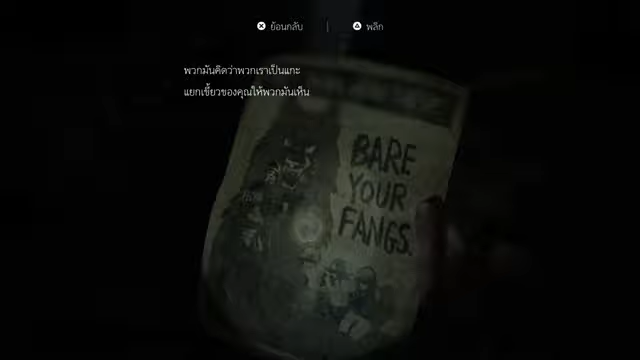 ย้อนกลับ | พลิก
พวกมันคิดว่าพวกเราเป็นแกะ
แยกเขี้ยวของคุณให้พวกมันเห็น
BARE
YOUR
FANGS.